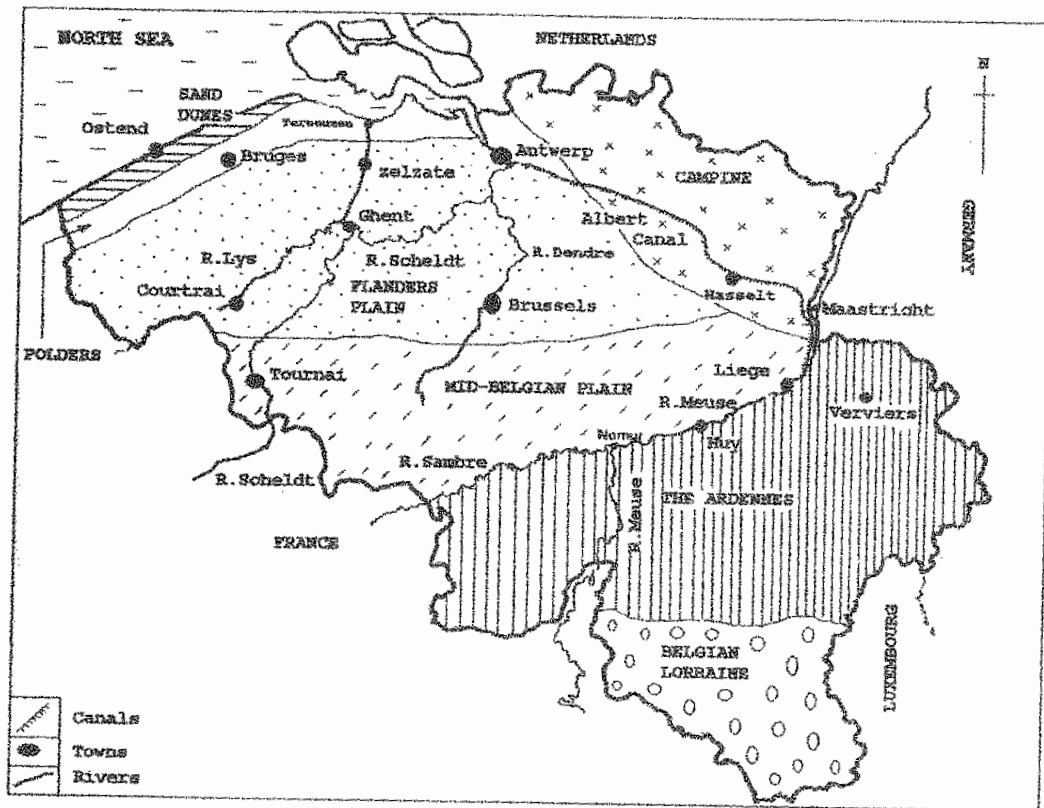 NORTH SEA
NETHERLANDS
N
SAND
DUNES
Ostend
Terneuzen
Bruges
zelzate
Antwerp
CAMPINE
GERMANY
Ghent
Albert
Canal
R.Lys
R.Scheldt
R.Dendre
Courtrai
FLANDERS
PLAIN
Brussels
Hasselt
Maastricht
POLDERS
Tournai
MID-BELGIAN PLAIN
Liege
R.Meuse
Verviers
Namu
Huy
R.Sambre
R.Scheldt
R.Meuse
THE ARDENNES
FRANCE
LUXEMBOURG
BELGIAN
LORRAINE
Canals
Towns
Rivers